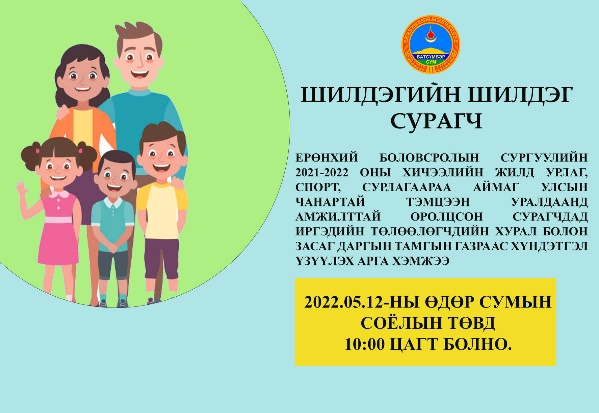 БАТСҮМБЭР
ШИЛДЭГИЙН ШИЛДЭГ
СУРАГЧ
ЕРӨНХИЙ БОЛОВСРОЛЫН СУРГУУЛИЙН
2021-2022 ОНЫ ХИЧЭЭЛИЙН ЖИЛД УРЛАГ,
СПОРТ, СУРЛАГААРАА АЙМАГ УЛСЫН
ЧАНАРТАЙ ТЭМЦЭЭН УРАЛДААНД
АМЖИЛТТАЙ ОРОЛЦСОН СУРАГЧДАД
ИРГЭДИЙН ТӨЛӨӨЛӨГЧДИЙН ХУРАЛ БОЛОН
ЗАСАГ ДАРГЫН ТАМГЫН ГАЗРААС ХҮНДЭТГЭЛ
ҮЗҮҮЛЭХ АРГА ХЭМЖЭЭ
2022.05.12-НЫ ӨДӨР СУМЫН
СОЁЛЫН ТӨВД
10:00 ЦАГТ БОЛНО.